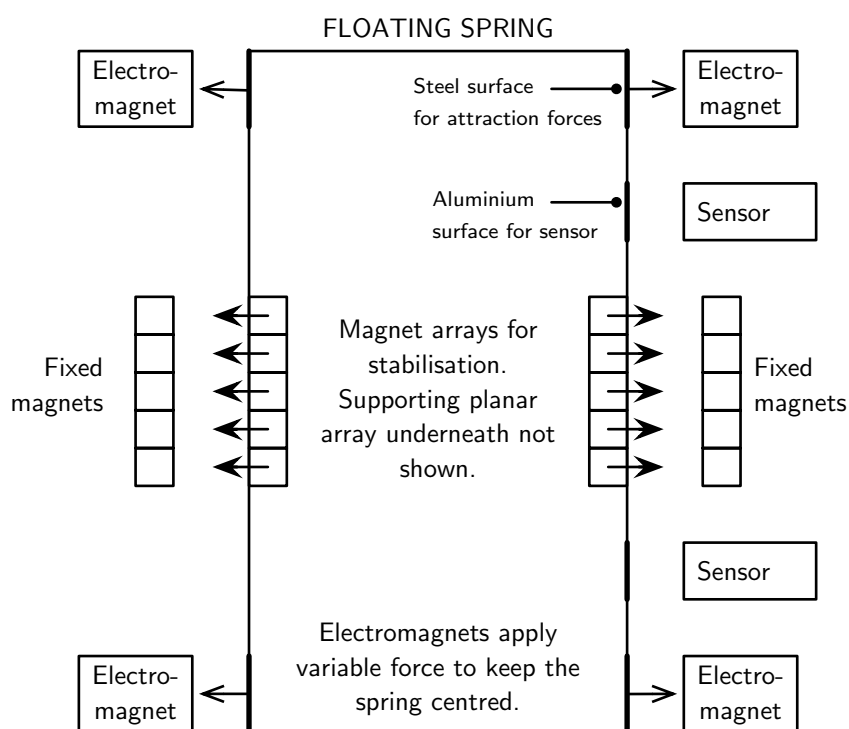 FLOATING SPRING
Electro-
magnet
Steel surface
for attraction forces
Electro-
magnet
Aluminium
surface for sensor
Sensor
Fixed
magnets
Magnet arrays for
stabilisation.
Supporting planar
array underneath not
shown.
Fixed
magnets
Sensor
Electro-
magnet
Electromagnets apply
variable force to keep the
spring centred.
Electro-
magnet